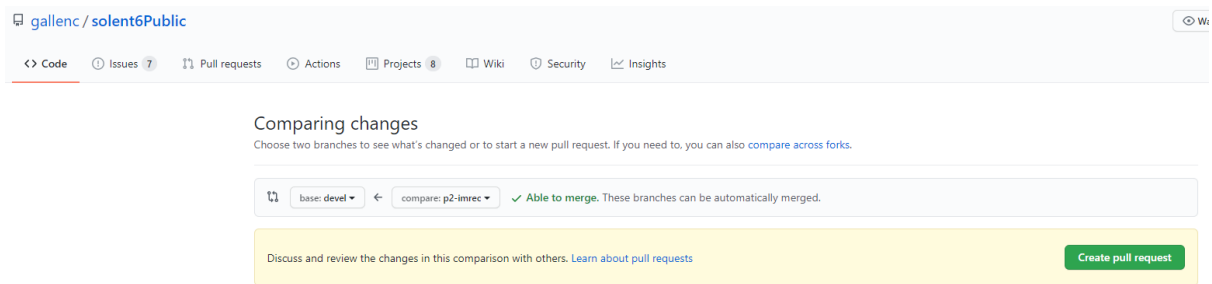 gallenc / solent6Public
Wa
Code Issues 7 Pull requests Actions Projects 8 Wiki Security Insights
Comparing changes
Choose two branches to see what's changed or to start a new pull request. If you need to, you can also compare across forks.
base: devel compare: p2-imrec Able to merge. These branches can be automatically merged.
Discuss and review the changes in this comparison with others. Learn about pull requests
Create pull request